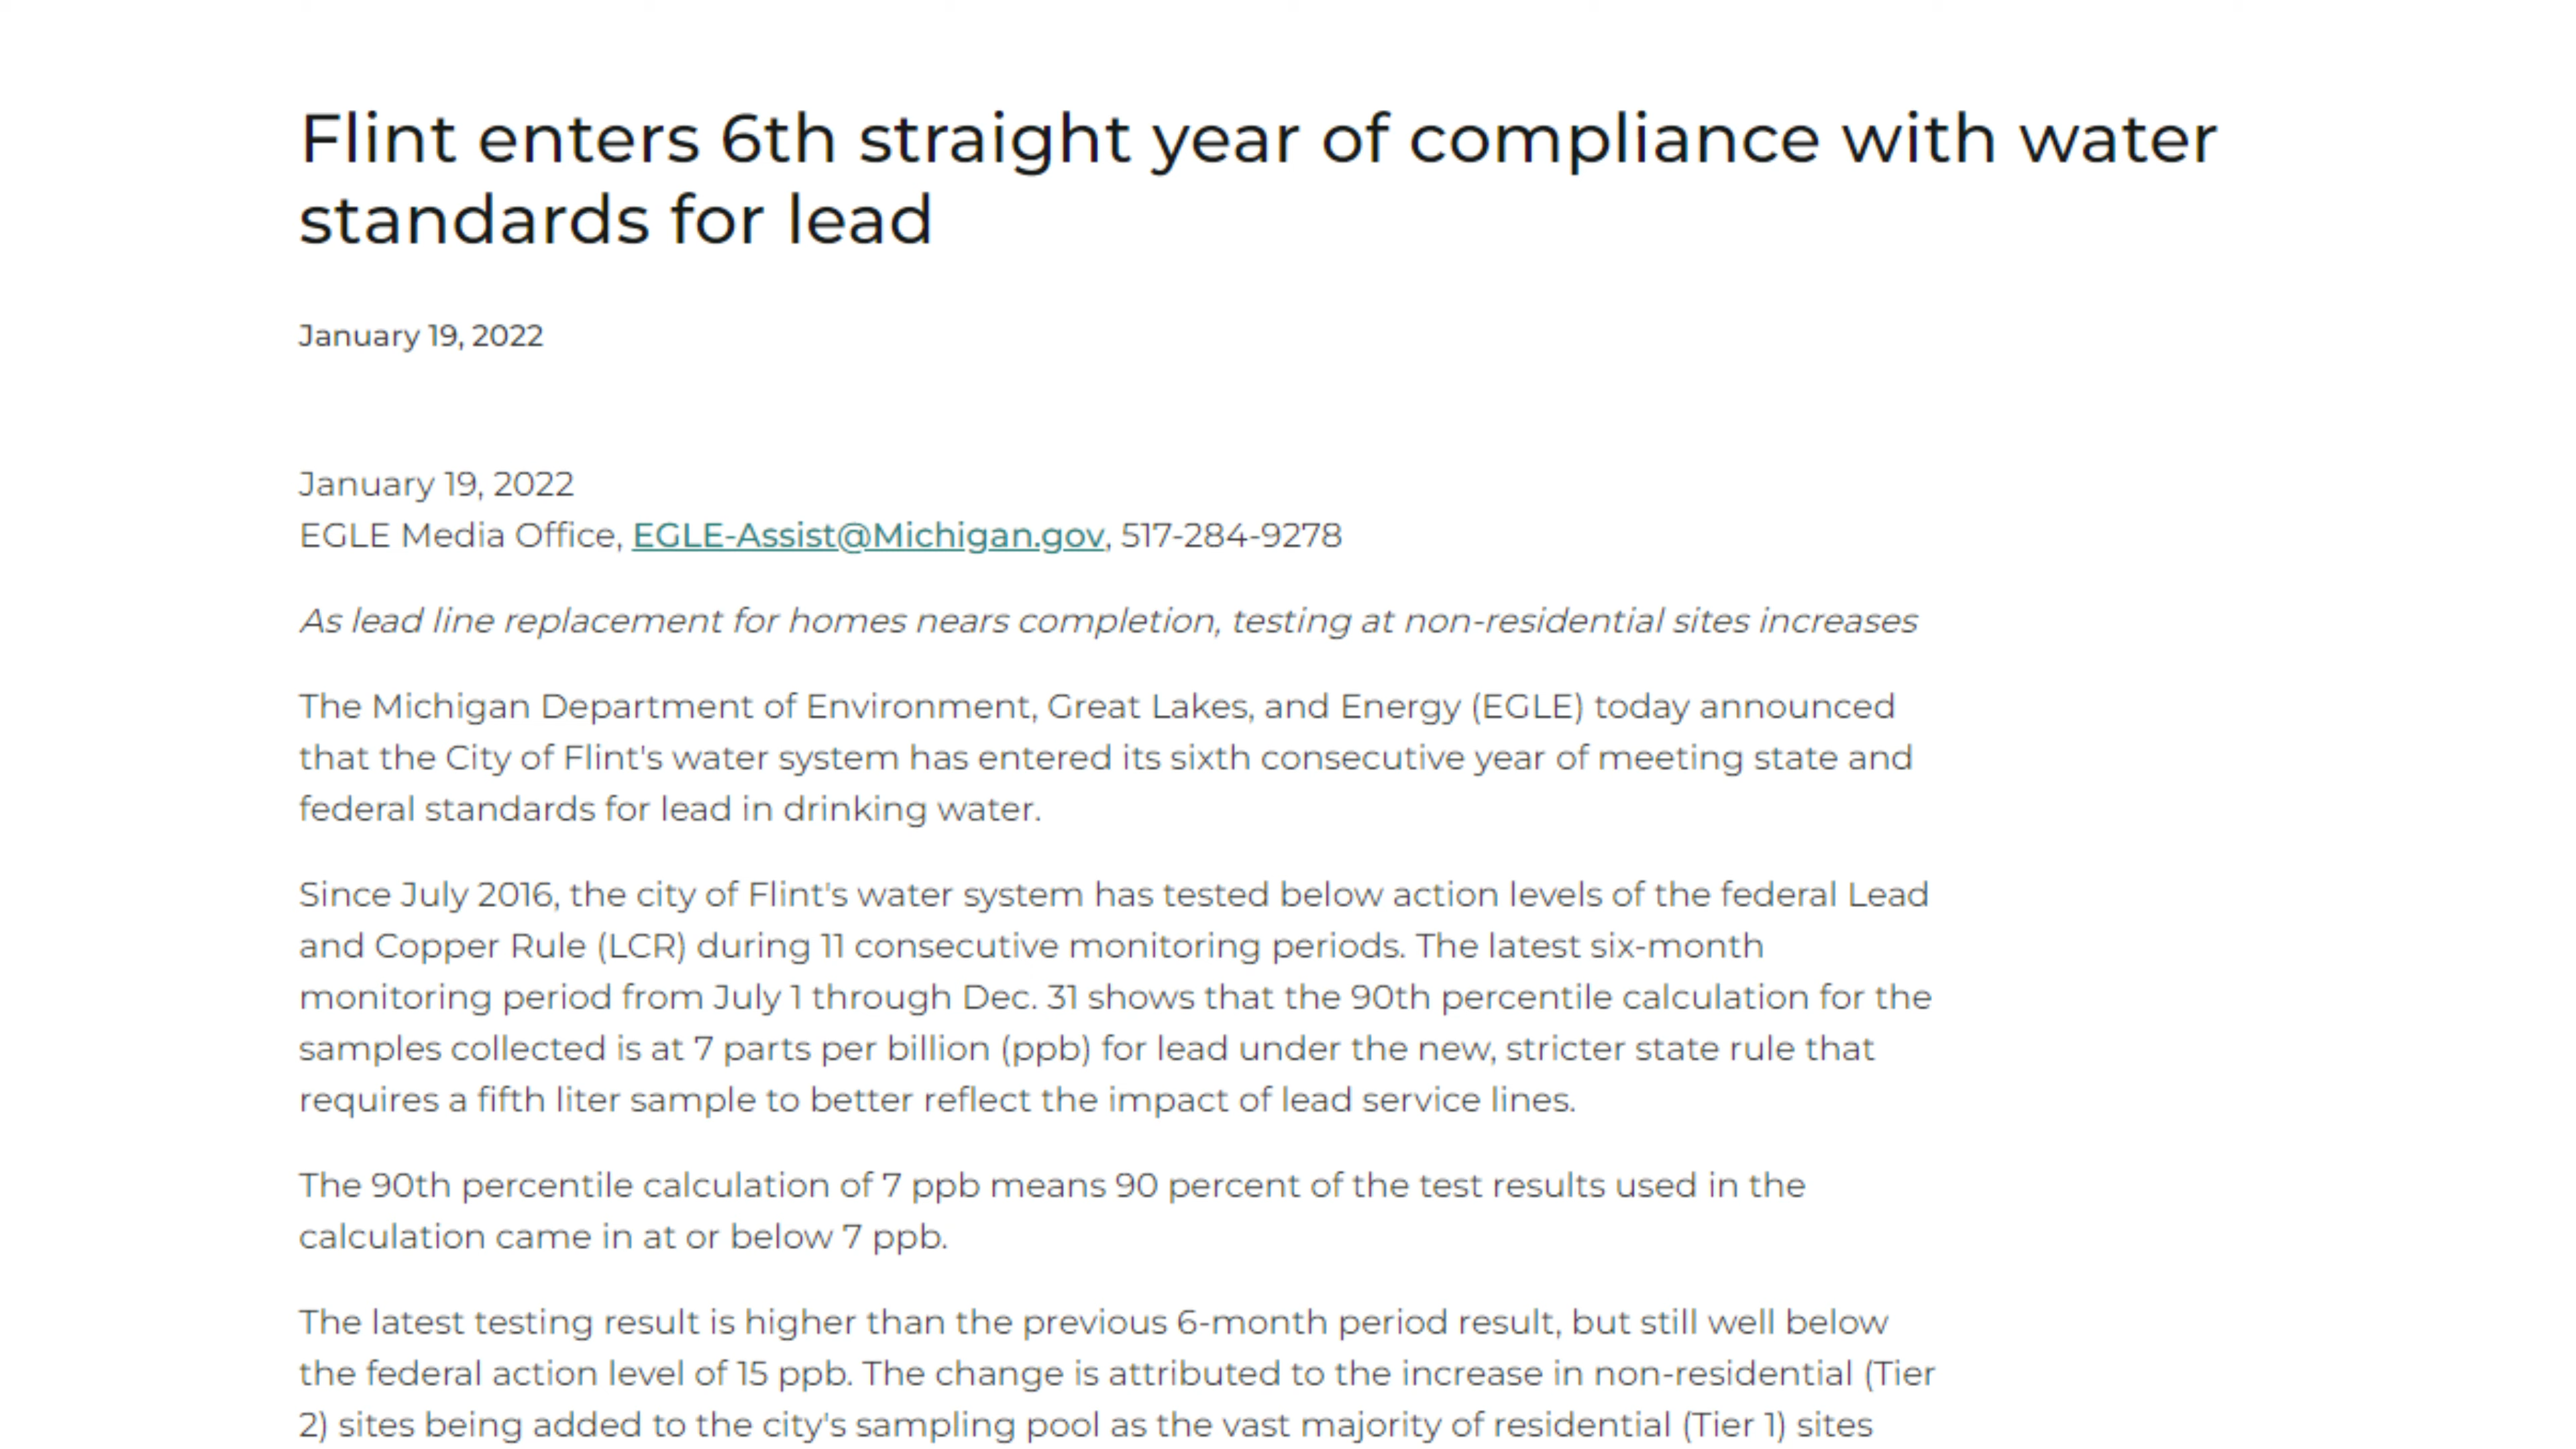 Flint enters 6th straight year of compliance with water
standards for lead
January 19, 2022
January 19, 2022
EGLE Media Office, EGLE-Assist@Michigan.gov, 517-284-9278
As lead line replacement for homes nears completion, testing at non-residential sites increases
The Michigan Department of Environment, Great Lakes, and Energy (EGLE) today announced
that the City of Flint's water system has entered its sixth consecutive year of meeting state and
federal standards for lead in drinking water.
Since July 2016, the city of Flint's water system has tested below action levels of the federal Lead
and Copper Rule (LCR) during 11 consecutive monitoring periods. The latest six-month
monitoring period from July 1 through Dec. 31 shows that the 90th percentile calculation for the
samples collected is at 7 parts per billion (ppb) for lead under the new, stricter state rule that
requires a fifth liter sample to better reflect the impact of lead service lines.
The 90th percentile calculation of 7 ppb means 90 percent of the test results used in the
calculation came in at or below 7 ppb.
The latest testing result is higher than the previous 6-month period result, but still well below
the federal action level of 15 ppb. The change is attributed to the increase in non-residential (Tier
2) sites being added to the city's sampling pool as the vast majority of residential (Tier 1) sites